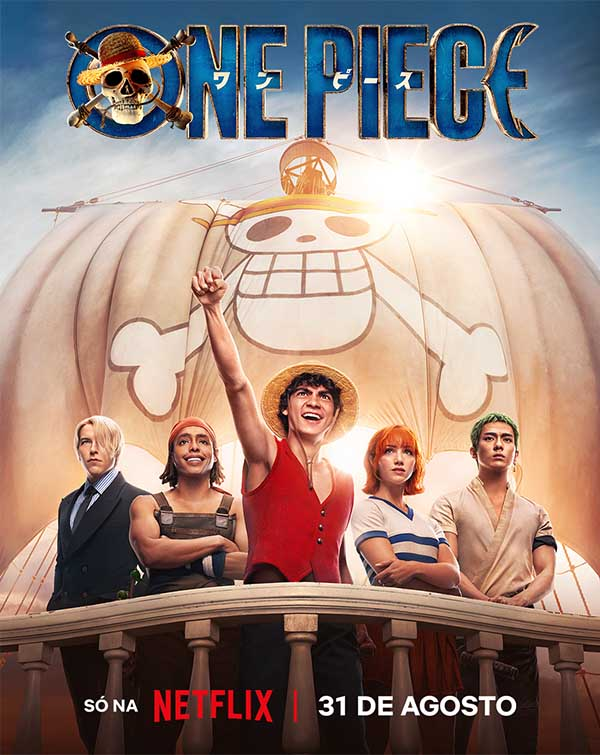 ONE PIECE
ワンピース
SÓ NA NETFLIX | 31 DE AGOSTO